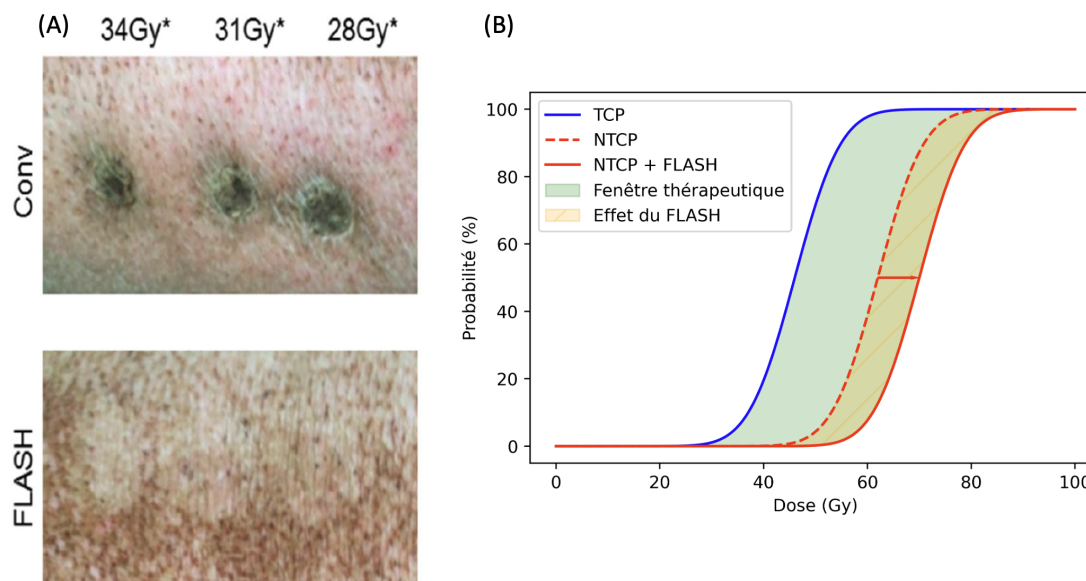 (A)
34Gy* 31Gy* 28Gy*
Conv
FLASH
(B)
TCP
NTCP
NTCP + FLASH
Fenêtre thérapeutique
Effet du FLASH
Probabilité (%)
100
80
60
40
20
0
0 20 40 60 80 100
Dose (Gy)